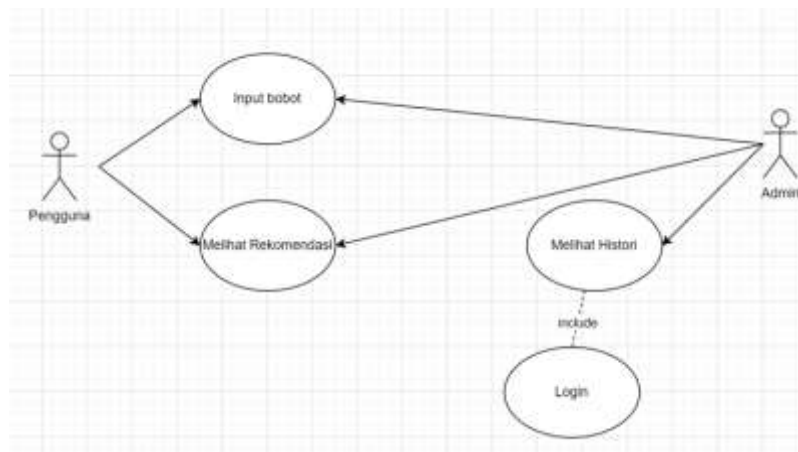 Input bobot
Pengguna
Admin
Melihat Rekomendasi
Melihat Histori
include
Login